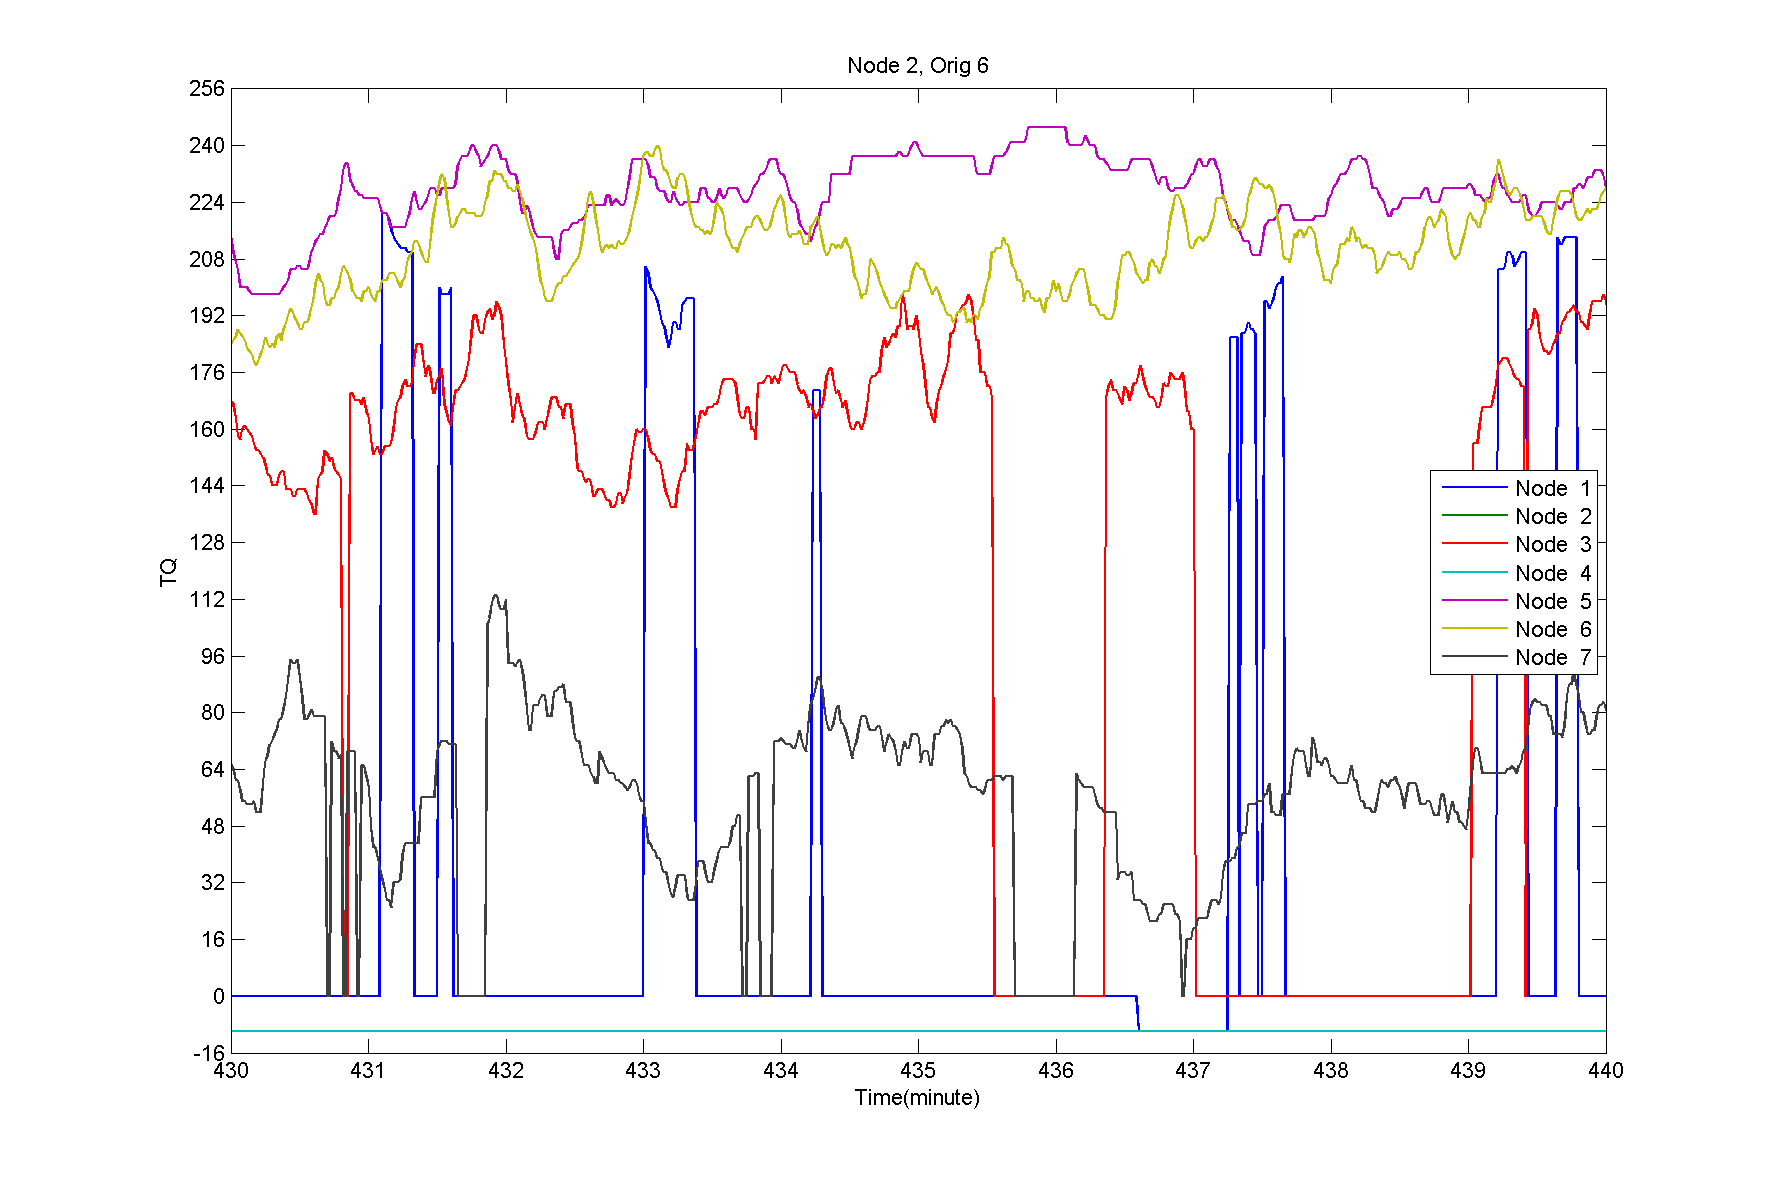 Node 2, Orig 6
256
240
224
208
192
176
160
144
128
112
96
80
64
48
32
16
0
-16
TQ
Node 1
Node 2
Node 3
Node 4
Node 5
Node 6
Node 7
430 431 432 433 434 435 436 437 438 439 440
Time(minute)